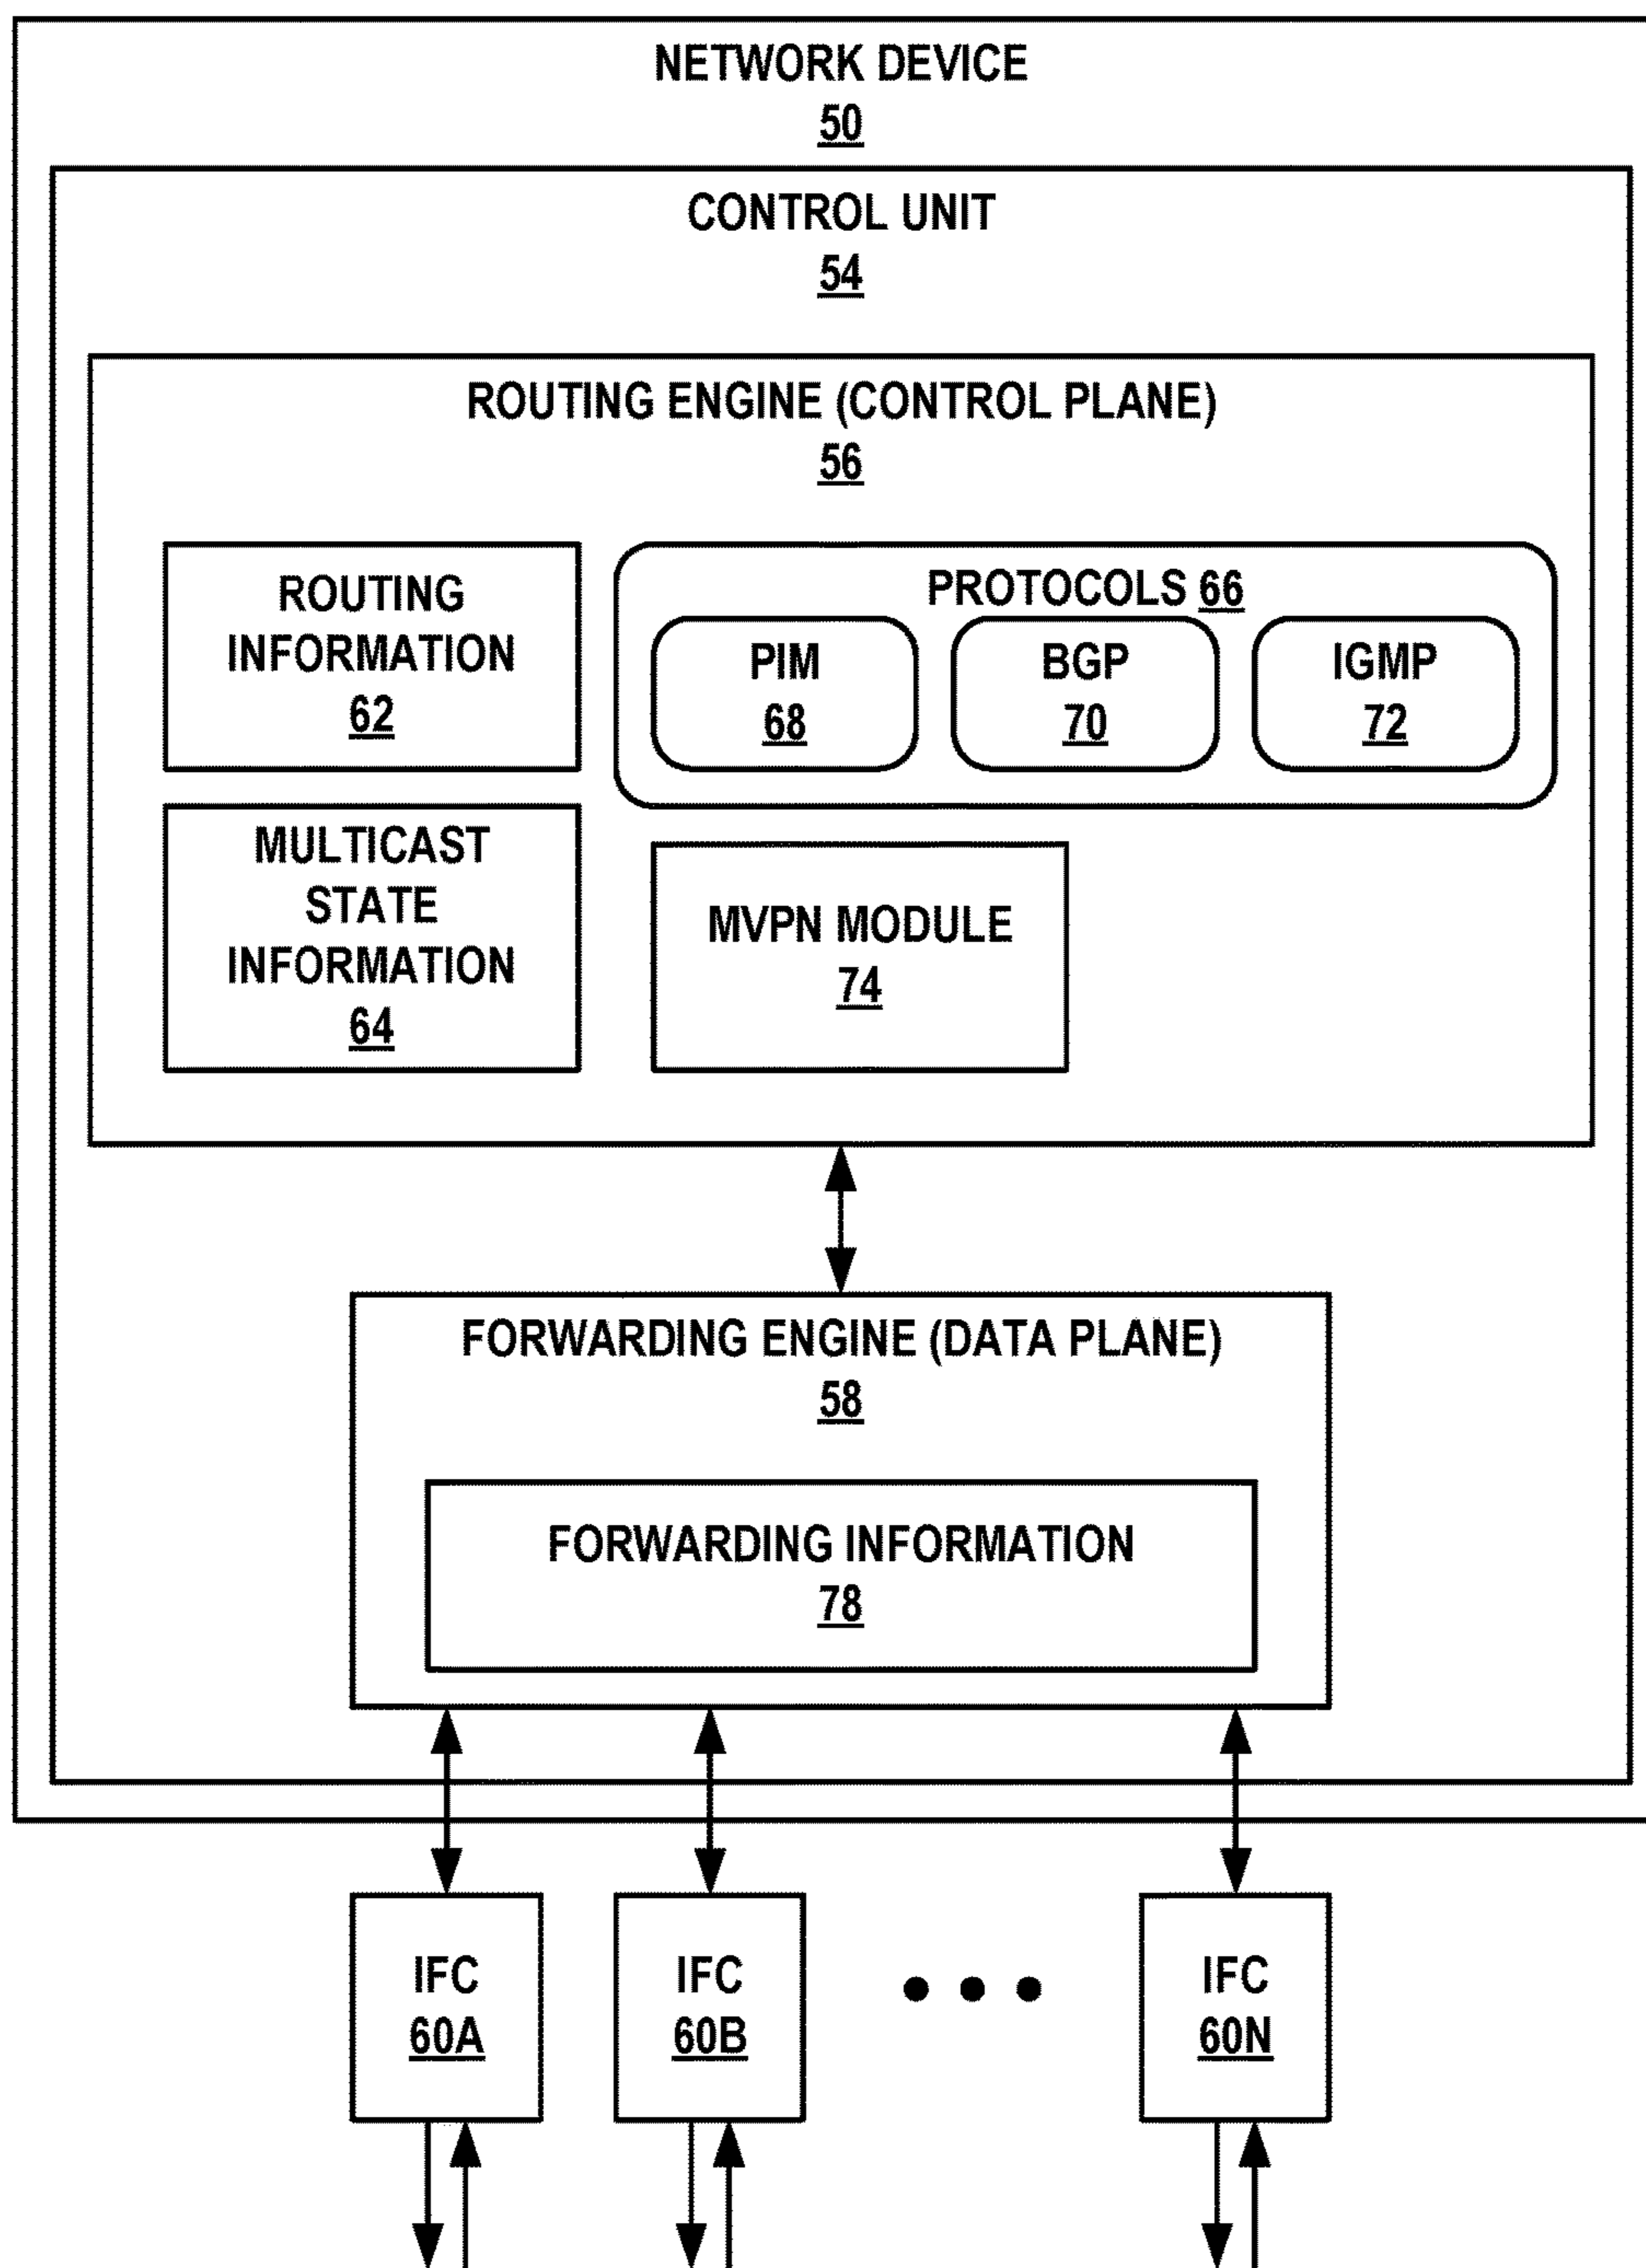 NETWORK DEVICE
50
CONTROL UNIT
54
ROUTING ENGINE (CONTROL PLANE)
56
ROUTING
INFORMATION
62
PROTOCOLS 66
PIM
68
BGP
70
IGMP
72
MULTICAST
STATE
INFORMATION
64
MVPN MODULE
74
FORWARDING ENGINE (DATA PLANE)
58
FORWARDING INFORMATION
78
IFC
60A
IFC
60B
IFC
60N